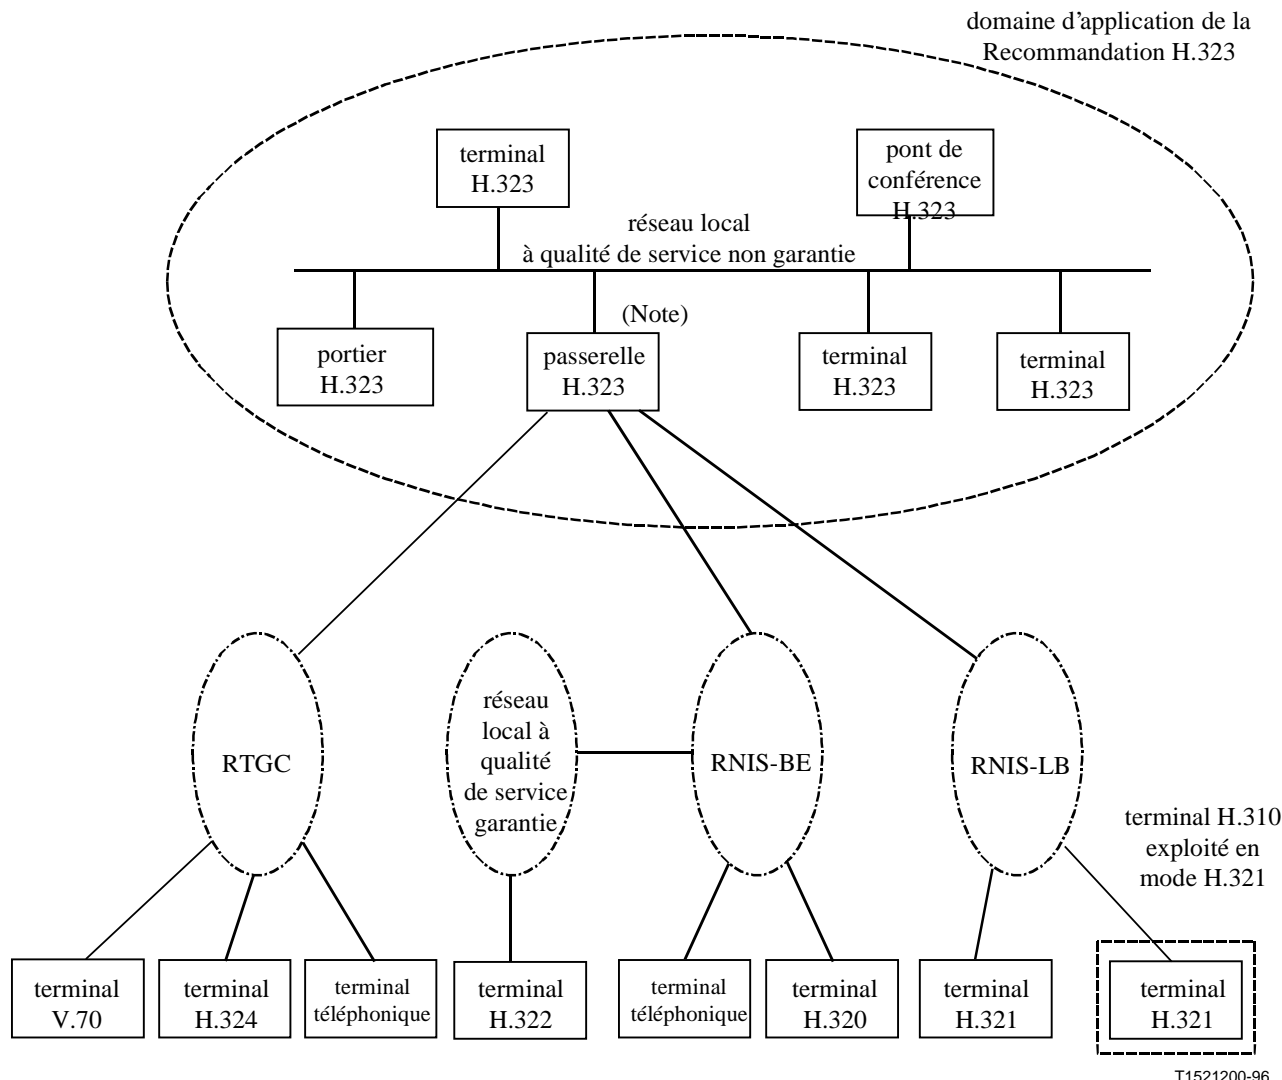 domaine d'application de la
Recommandation H.323
terminal
H.323
pont de
conférence
H.323
réseau local
à qualité de service non garantie
(Note)
portier
H.323
passerelle
H.323
terminal
H.323
terminal
H.323
RTGC
réseau
local à
qualité
de service
garantie
RNIS-BE
RNIS-LB
terminal H.310
exploité en
mode H.321
terminal
V.70
terminal
H.324
terminal
téléphonique
terminal
H.322
terminal
téléphonique
terminal
H.320
terminal
H.321
terminal
H.321
T1521200-96